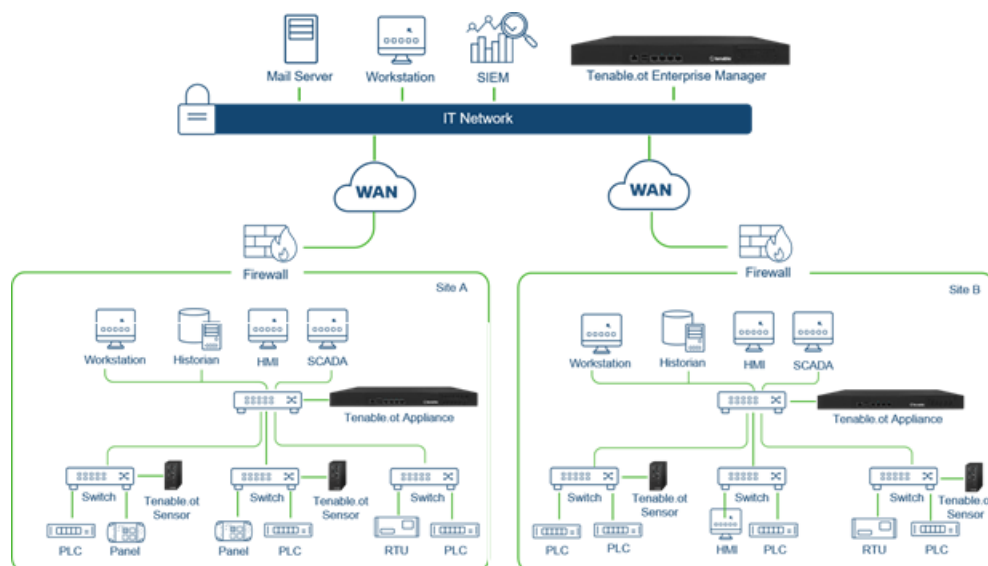 Mail Server
Workstation
SIEM
tenable
Tenable.ot Enterprise Manager
IT Network
WAN
WAN
Firewall
Firewall
Site A
Site B
Workstation
Historian
HMI
SCADA
Workstation
Historian
HMI
SCADA
Tenable.ot Appliance
Tenable.ot Appliance
Switch
Tenable.ot
Sensor
Switch
Tenable.ot
Sensor
Switch
Switch
Tenable.ot
Sensor
Switch
Switch
Tenable.ot
Sensor
PLC
Panel
Panel
PLC
RTU
PLC
PLC
PLC
HMI
PLC
RTU
PLC